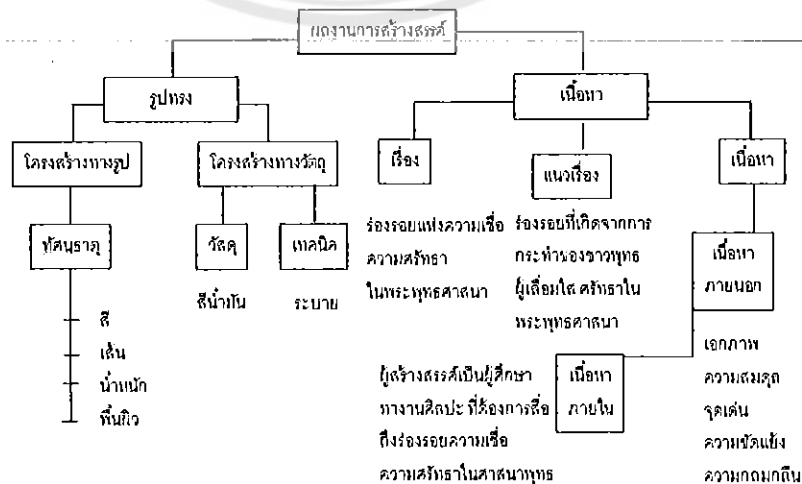 ผลงานการสร้างสรรค์
รูปทรง
เนื้อหา
โครงสร้างทางรูป
โครงสร้างทางวัตถุ
เรื่อง
แนวเรื่อง
เนื้อหา
ทัศนธาตุ
วัสดุ
เทคนิค
สีน้ำมัน
ระบาย
สี
เส้น
น้ำหนัก
พื้นผิว
ร่องรอยแห่งความเชื่อ
ความศรัทธา
ในพระพุทธศาสนา
ร่องรอยที่เกิดจากการ
กระทำของชาวพุทธ
ผู้เลื่อมใส ศรัทธาใน
พระพุทธศาสนา
เนื้อหา
ภายนอก
เอกภาพ
ความสมดุล
จุดเด่น
ความขัดแย้ง
ความกลมกลืน
เนื้อหา
ภายใน
ผู้สร้างสรรค์เป็นผู้ศึกษา
ทางานศิลปะ ที่ต้องการสื่อ
ถึงร่องรอยความเชื่อ
ความศรัทธาในศาสนาพุทธ